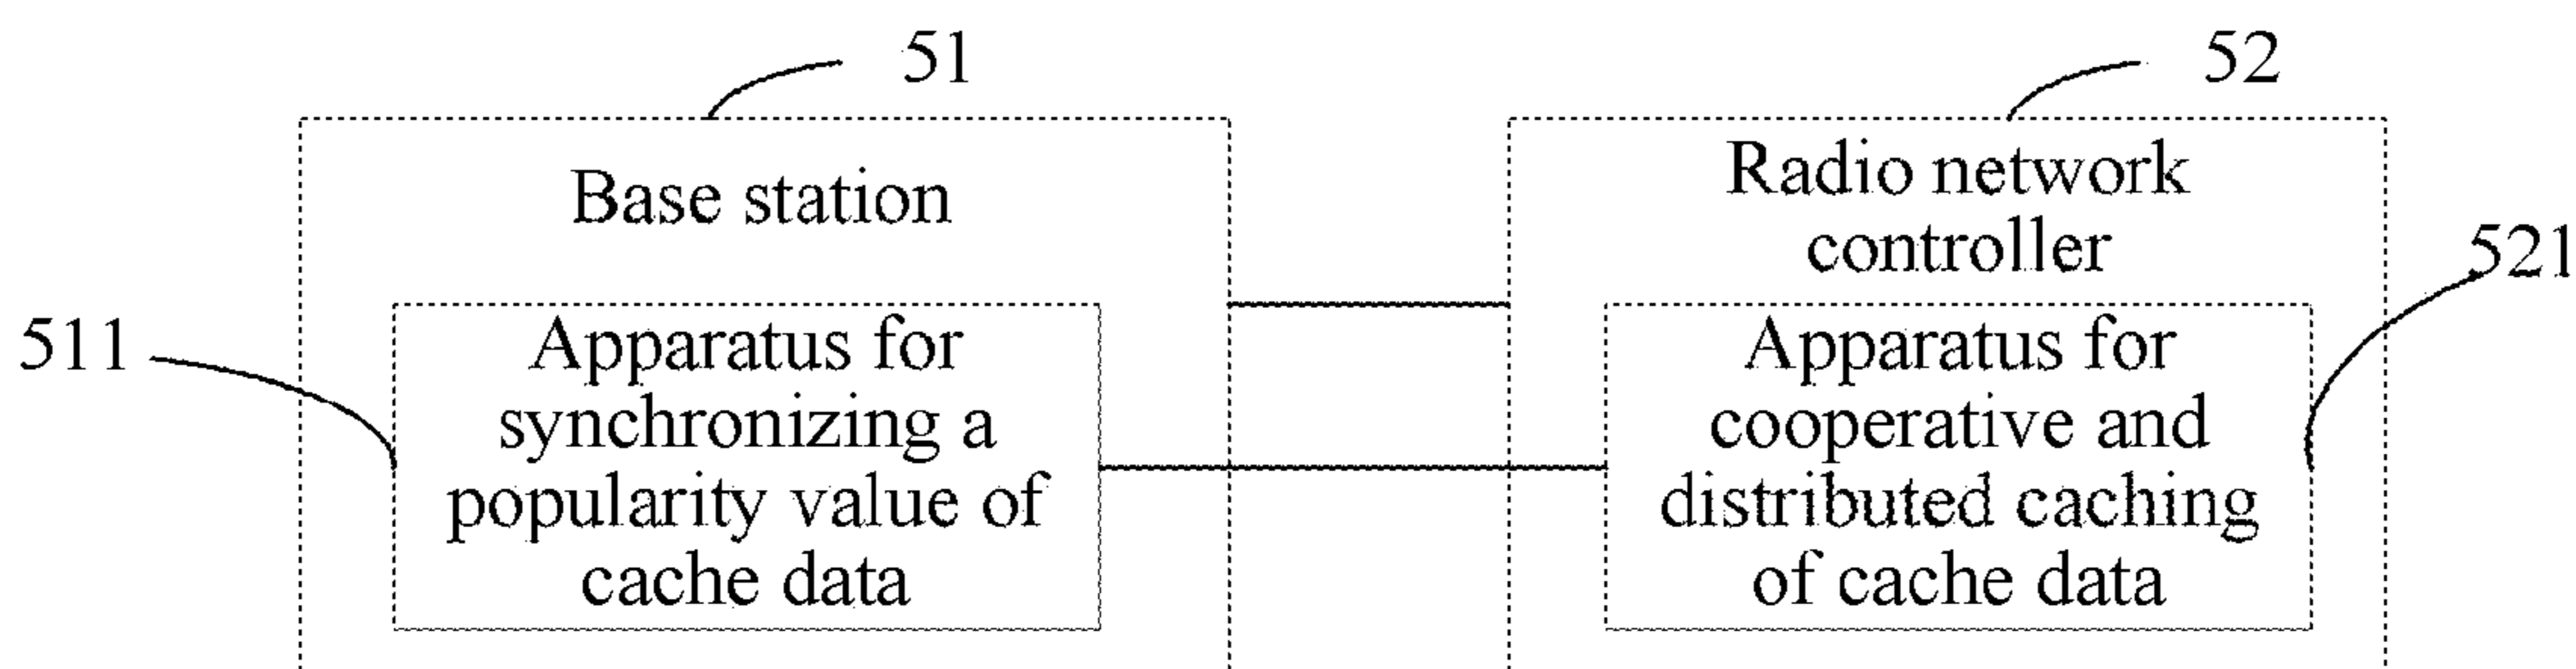 51
52
Base station
Radio network
controller
511
521
Apparatus for
synchronizing a
popularity value of
cache data
Apparatus for
cooperative and
distributed caching
of cache data